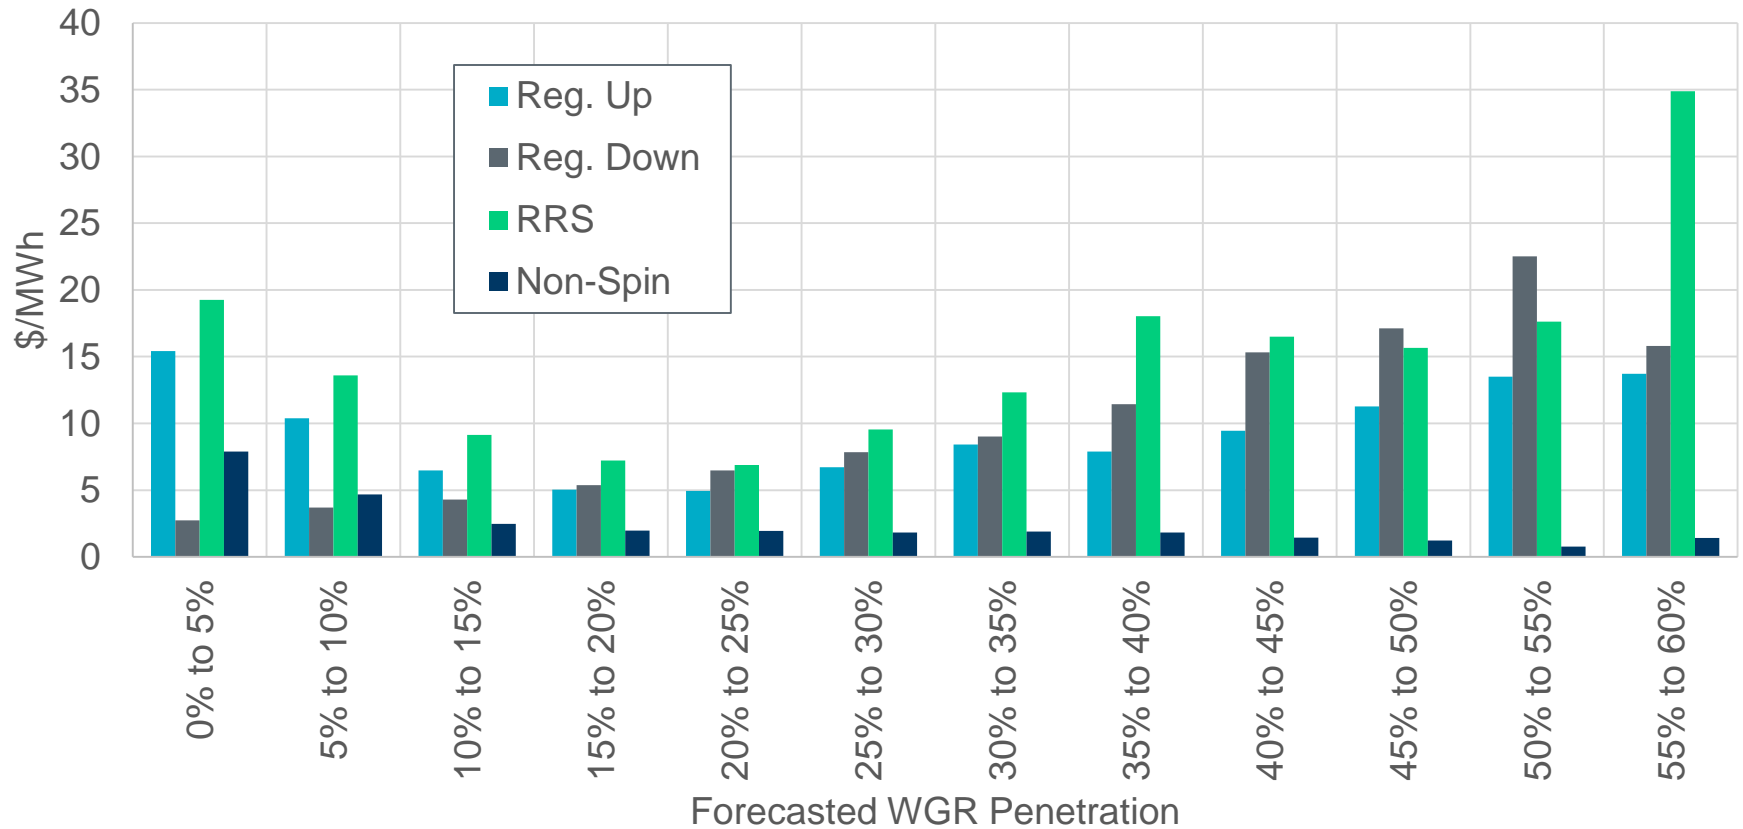 40
35
30
25
20
15
10
5
0
$/MWh
Reg. Up
Reg. Down
RRS
Non-Spin
0% to 5%
5% to 10%
10% to 15%
15% to 20%
20% to 25%
25% to 30%
30% to 35%
35% to 40%
40% to 45%
45% to 50%
50% to 55%
55% to 60%
Forecasted WGR Penetration